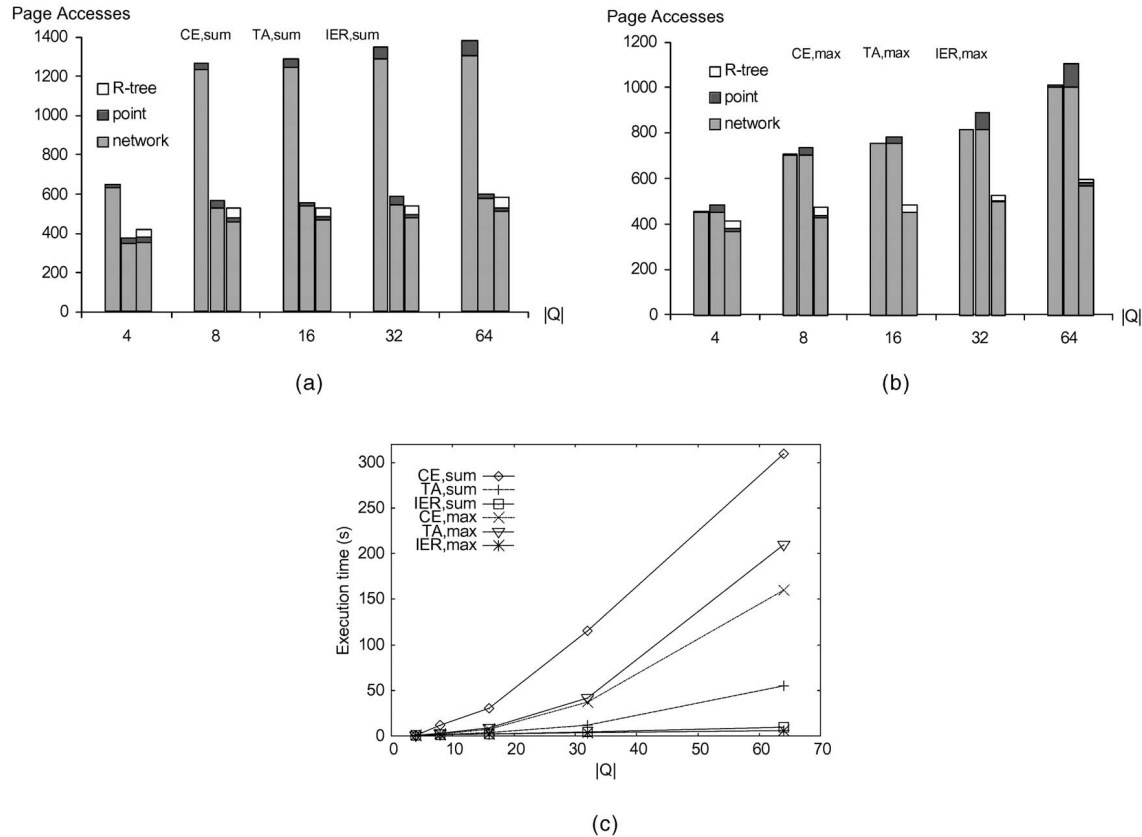 Page Accesses
1400
1200
1000
800
600
400
200
0
CE,sum TA,sum IER,sum
R-tree
point
network
4 8 16 32 64
|Q|
(a)
Page Accesses
1200
1000
800
600
400
200
0
CE,max TA,max IER,max
R-tree
point
network
4 8 16 32 64
|Q|
(b)
Execution time (s)
300
250
200
150
100
50
0
CE,sum
TA,sum
IER,sum
CE,max
TA,max
IER,max
0 10 20 30 40 50 60 70
|Q|
(c)